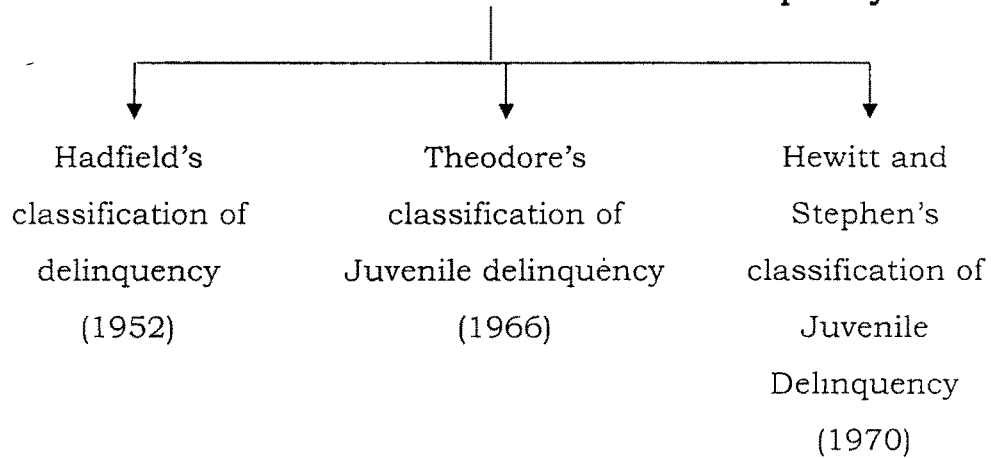 Hadfield's
classification of
delinquency
(1952)
Theodore's
classification of
Juvenile delinquency
(1966)
Hewitt and
Stephen's
classification of
Juvenile
Delinquency
(1970)